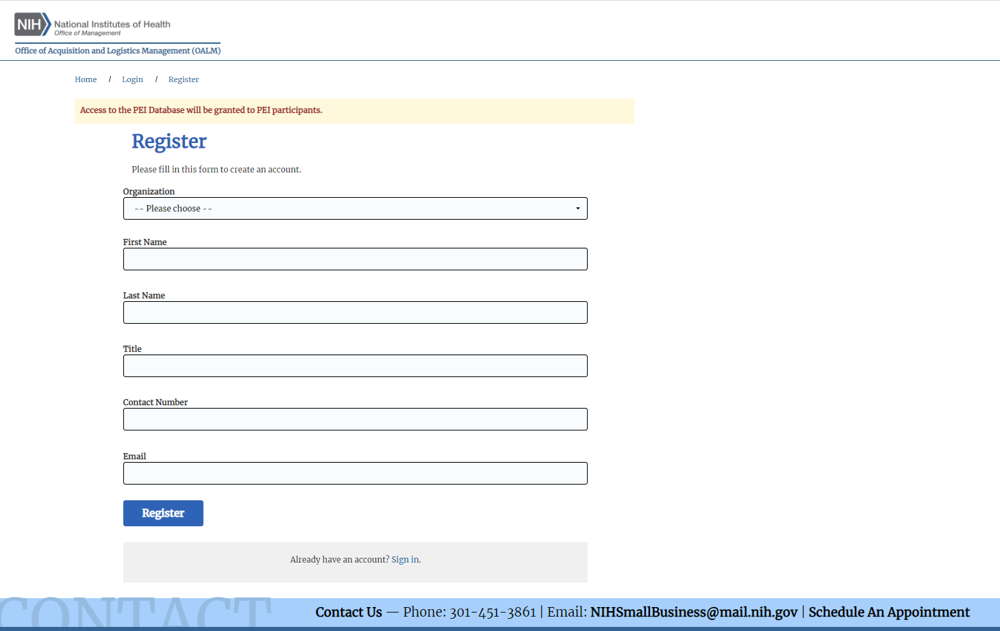 NIH National Institutes of Health
Office of Management
Office of Acquisition and Logistics Management (OALM)
Home / Login / Register
Access to the PEI Database will be granted to PEI participants.
Register
Please fill in this form to create an account.
Organization
-- Please choose --
First Name
Last Name
Title
Contact Number
Email
Register
Already have an account? Sign in.
CONTACT
Contact Us — Phone: 301-451-3861 | Email: NIHSmallBusiness@mail.nih.gov | Schedule An Appointment